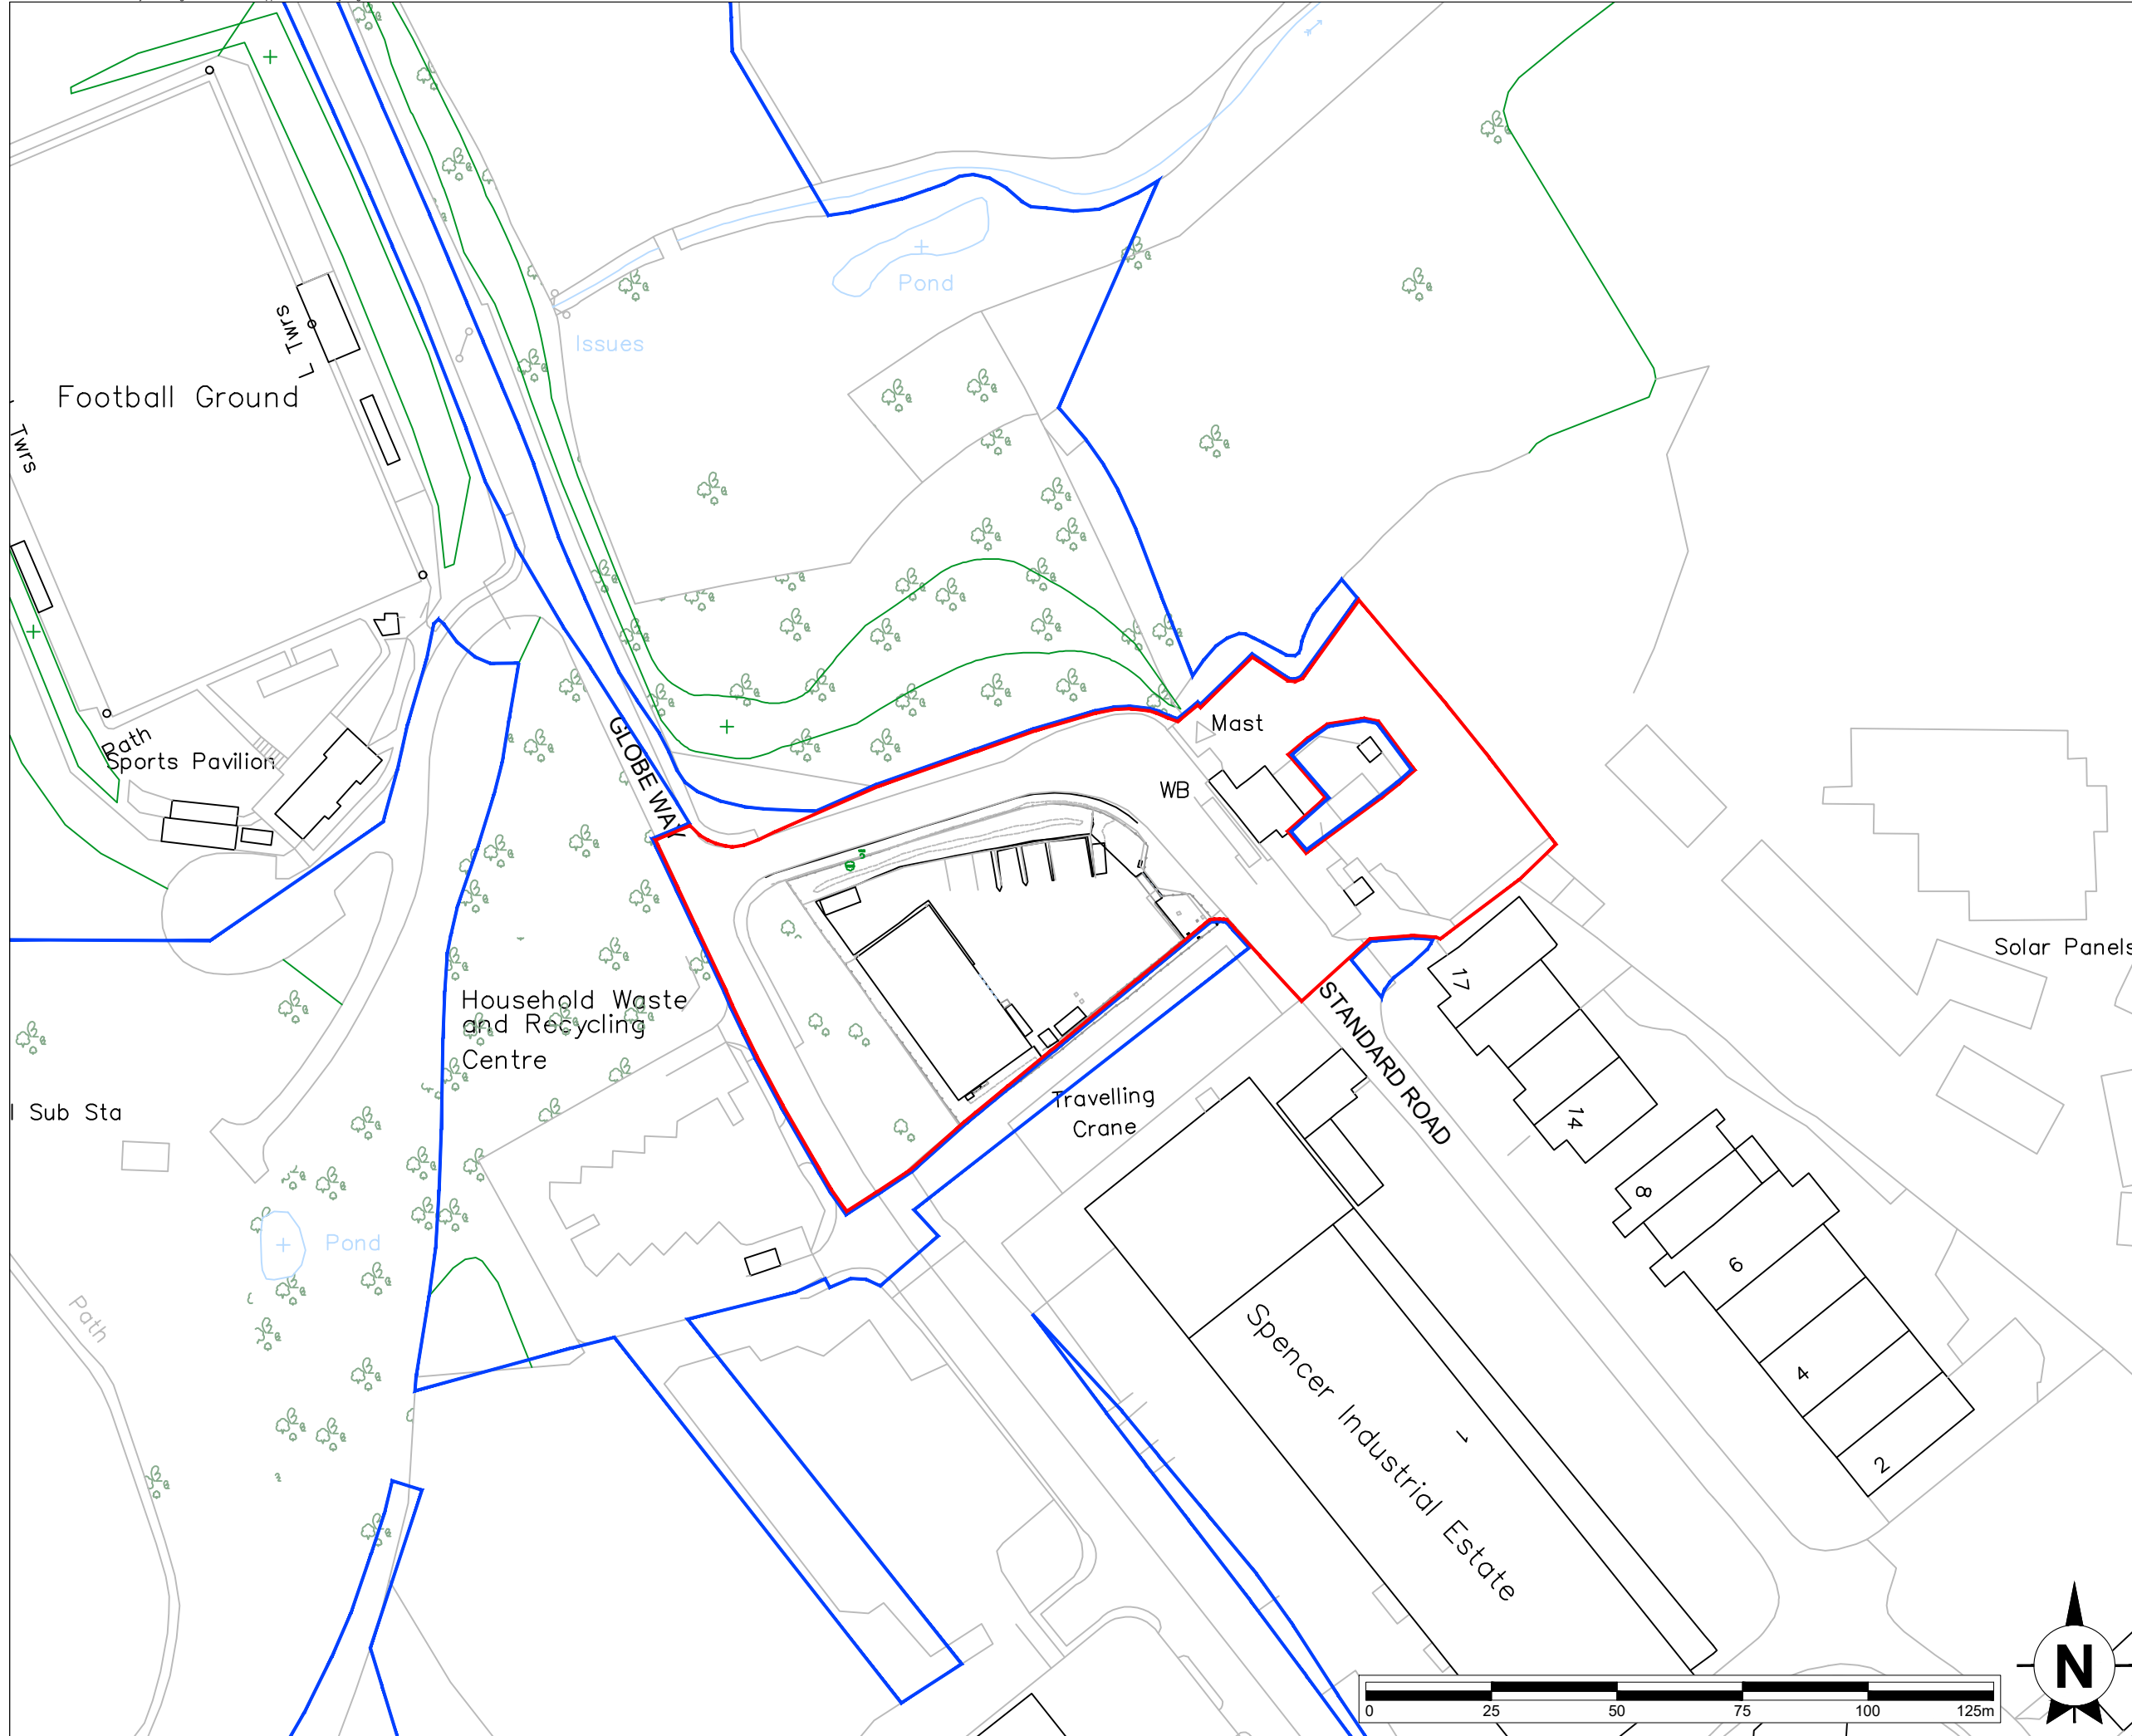 Pond
Issues
L Twrs
Football Ground
Twrs
Mast
GLOBE WAY
Path
Sports Pavilion
WB
17
Solar Panels
Household Waste
and Recycling
Centre
STANDARD ROAD
Travelling
Crane
14
l Sub Sta
8
Pond
6
Path
Spencer Industrial Estate
1
4
2
N
0 25 50 75 100 125m